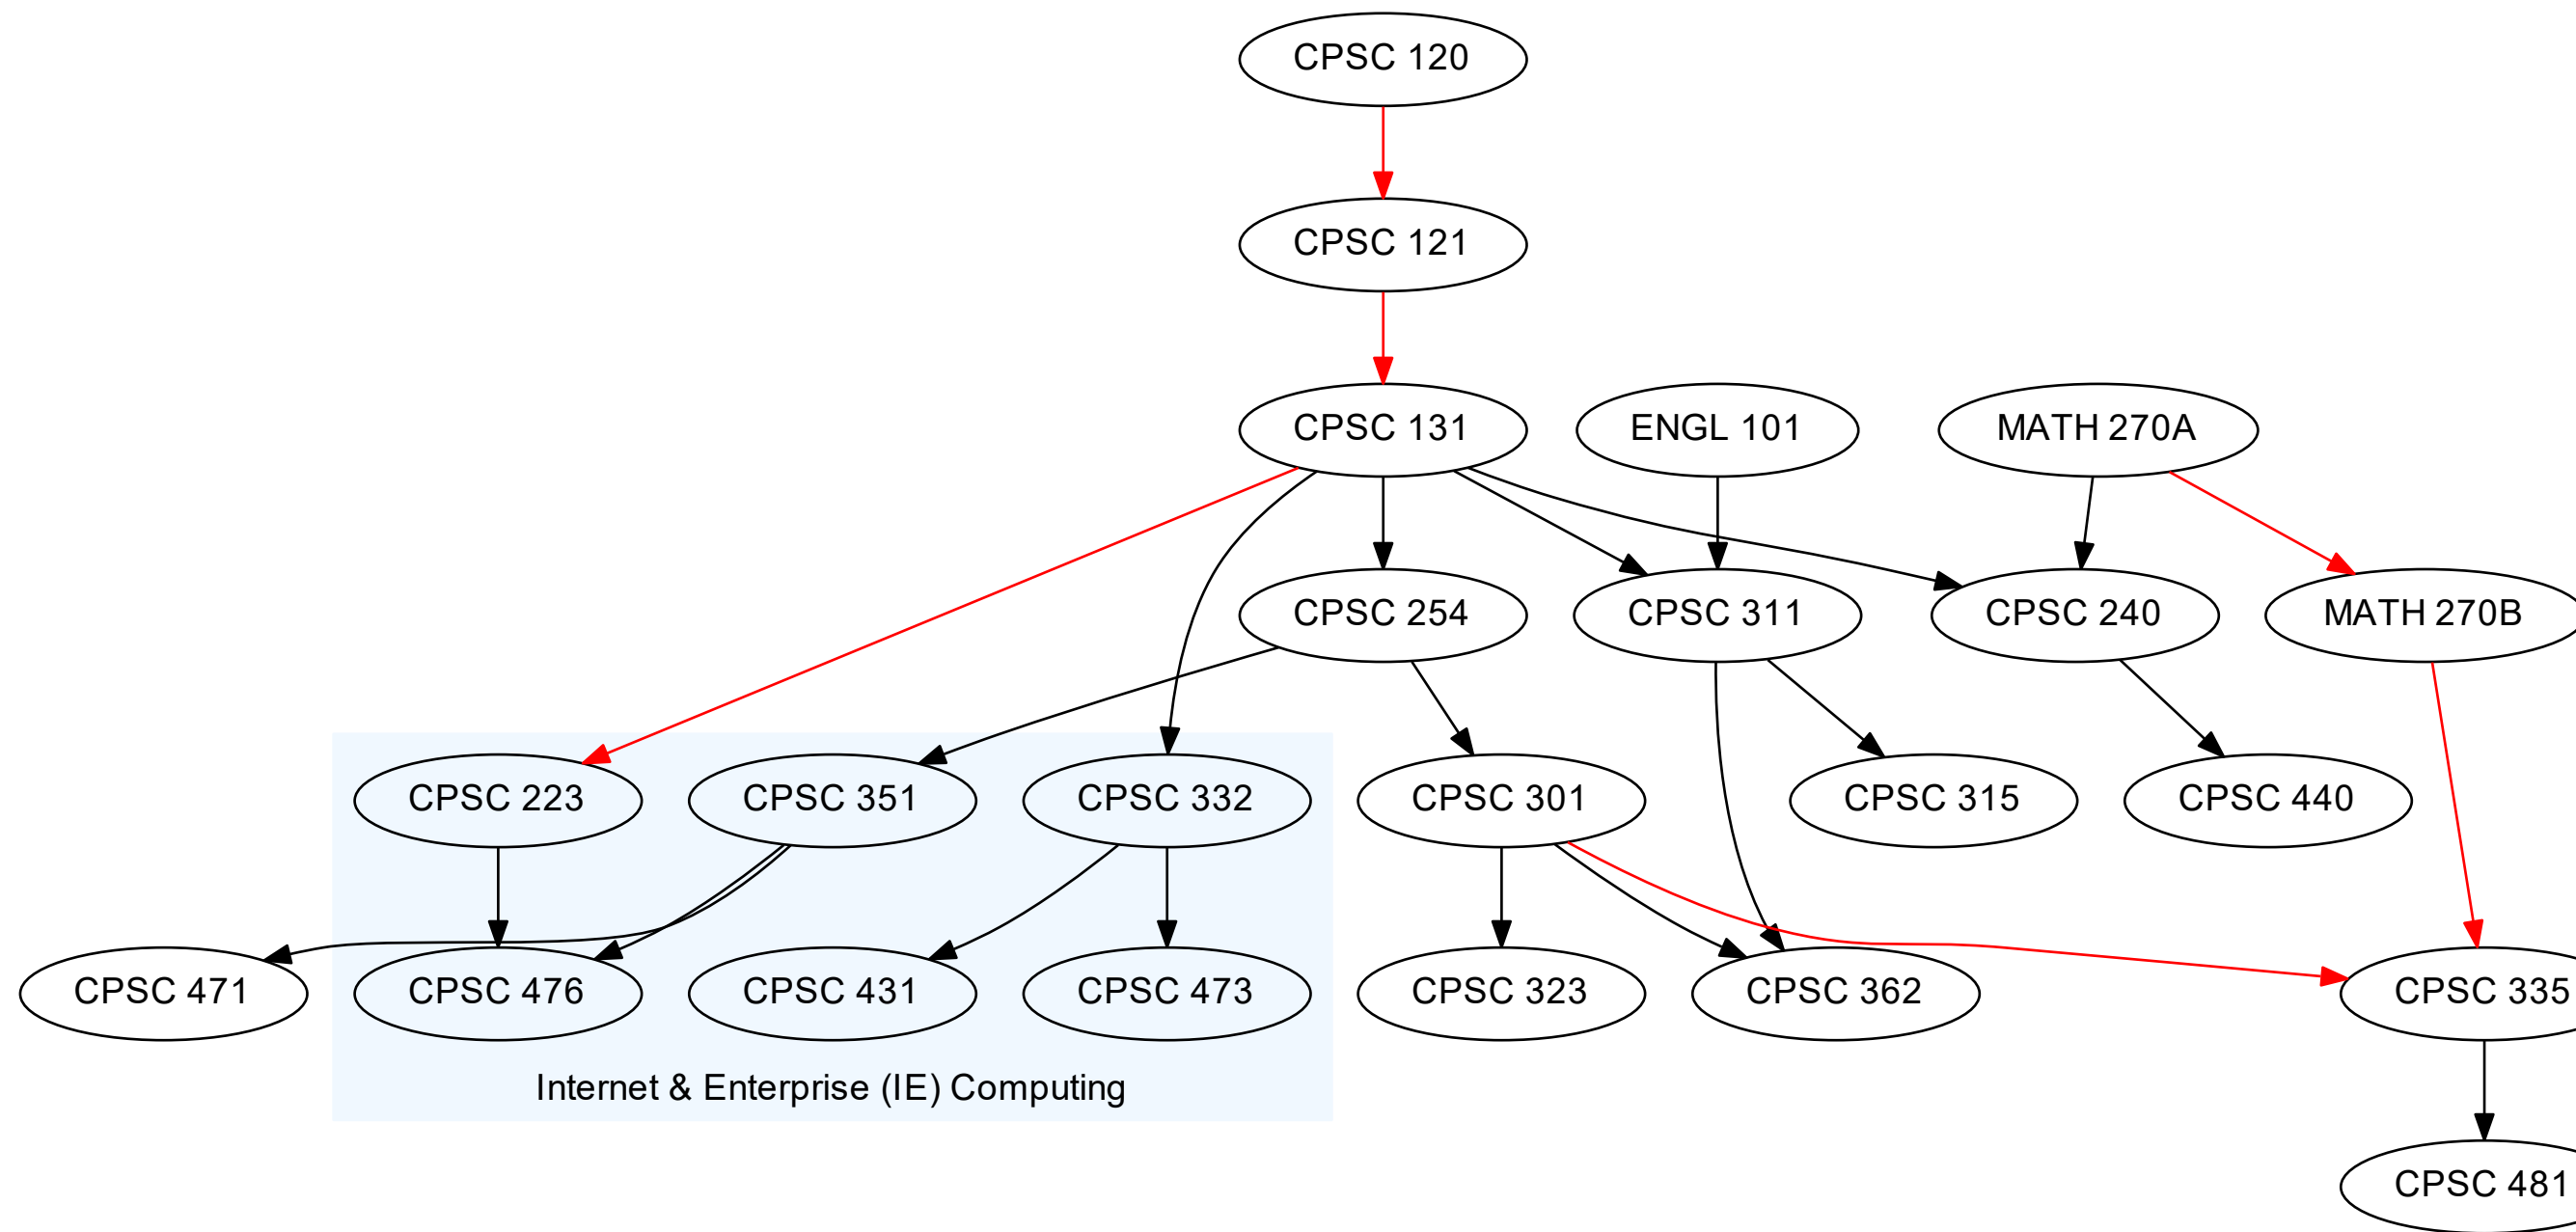 CPSC 120
CPSC 121
CPSC 131
ENGL 101
MATH 270A
CPSC 254
CPSC 311
CPSC 240
MATH 270B
CPSC 223
CPSC 351
CPSC 332
CPSC 301
CPSC 315
CPSC 440
CPSC 471
CPSC 476
CPSC 431
CPSC 473
CPSC 323
CPSC 362
CPSC 335
Internet & Enterprise (IE) Computing
CPSC 481